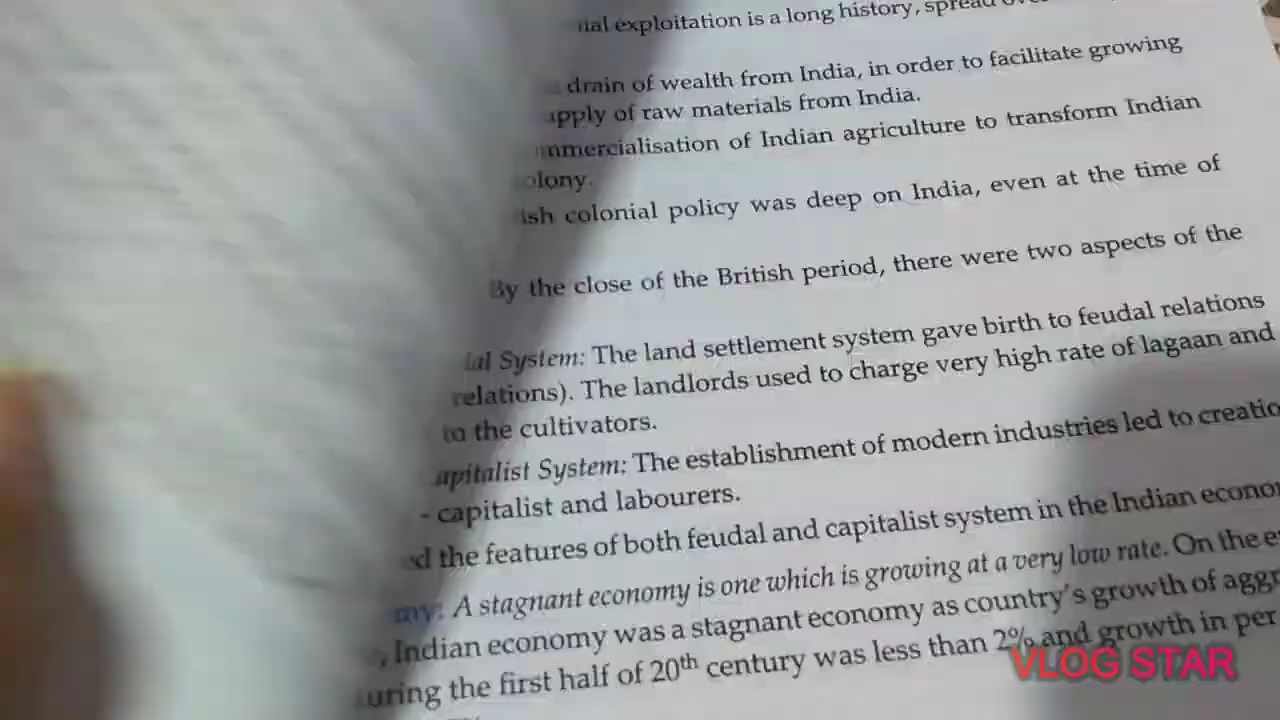 exploitation is a long history, spread
drain of wealth from India, in order to facilitate growing
of raw materials from India.
of Indian agriculture to transform Indian
colonial policy was deep on India, even at the time of
By the close of the British period, there were two aspects of the
System: The land settlement system gave birth to feudal relations
relations). The landlords used to charge very high rate of lagaan and
to the cultivators.
System: The establishment of modern industries led to
- capitalist and labourers.
the features of both feudal and capitalist system in the Indian
A stagnant economy is one which is growing at a very low rate. On the
, Indian economy was a stagnant economy as country's growth of
the first half of 20th century was less than 2% and growth in per
VLOG STAR